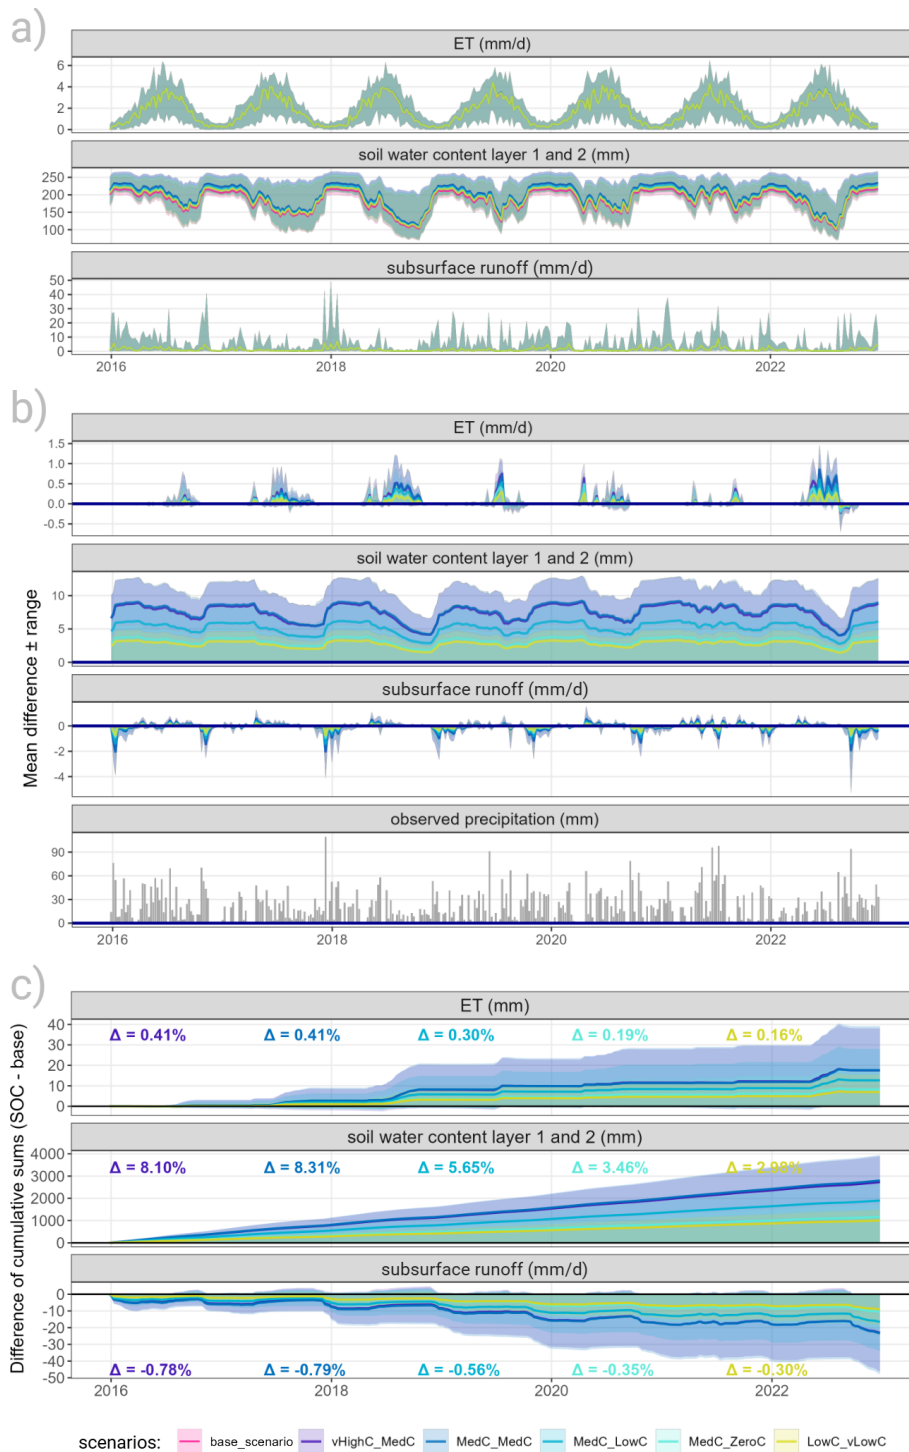 a)
ET (mm/d)
6
4
2
0
soil water content layer 1 and 2 (mm)
250
200
150
100
subsurface runoff (mm/d)
50
40
30
20
10
0
2016 2018 2020 2022
b)
Mean difference ± range
ET (mm/d)
1.5
1.0
0.5
0.0
-0.5
soil water content layer 1 and 2 (mm)
10
5
0
subsurface runoff (mm/d)
0
-2
-4
observed precipitation (mm)
90
60
30
0
2016 2018 2020 2022
c)
Difference of cumulative sums (SOC - base)
ET (mm)
40
30
20
10
0
Δ = 0.41% Δ = 0.41% Δ = 0.30% Δ = 0.19% Δ = 0.16%
soil water content layer 1 and 2 (mm)
4000
3000
2000
1000
0
Δ = 8.10% Δ = 8.31% Δ = 5.65% Δ = 3.46% Δ = 2.98%
subsurface runoff (mm/d)
0
-10
-20
-30
-40
-50
Δ = -0.78% Δ = -0.79% Δ = -0.56% Δ = -0.35% Δ = -0.30%
2016 2018 2020 2022
scenarios: base_scenario vHighC_MedC MedC_MedC MedC_LowC MedC_ZeroC LowC_vLowC